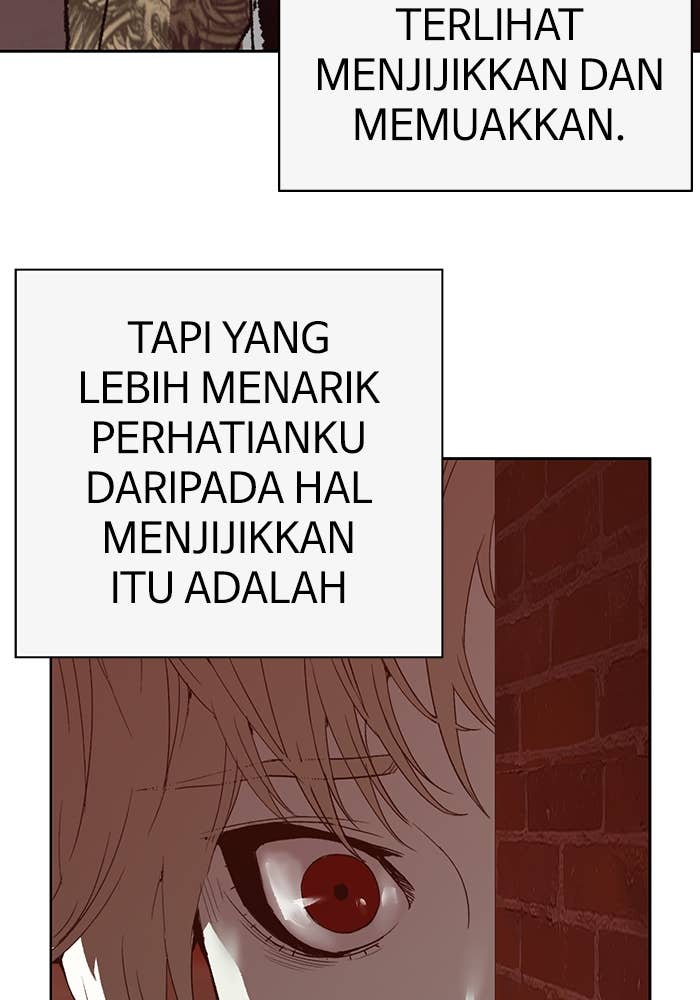 TERLIHAT
MENJIJIKKAN DAN
MEMUAKKAN.
TAPI YANG
LEBIH MENARIK
PERHATIANKU
DARIPADA HAL
MENJIJIKKAN
ITU ADALAH